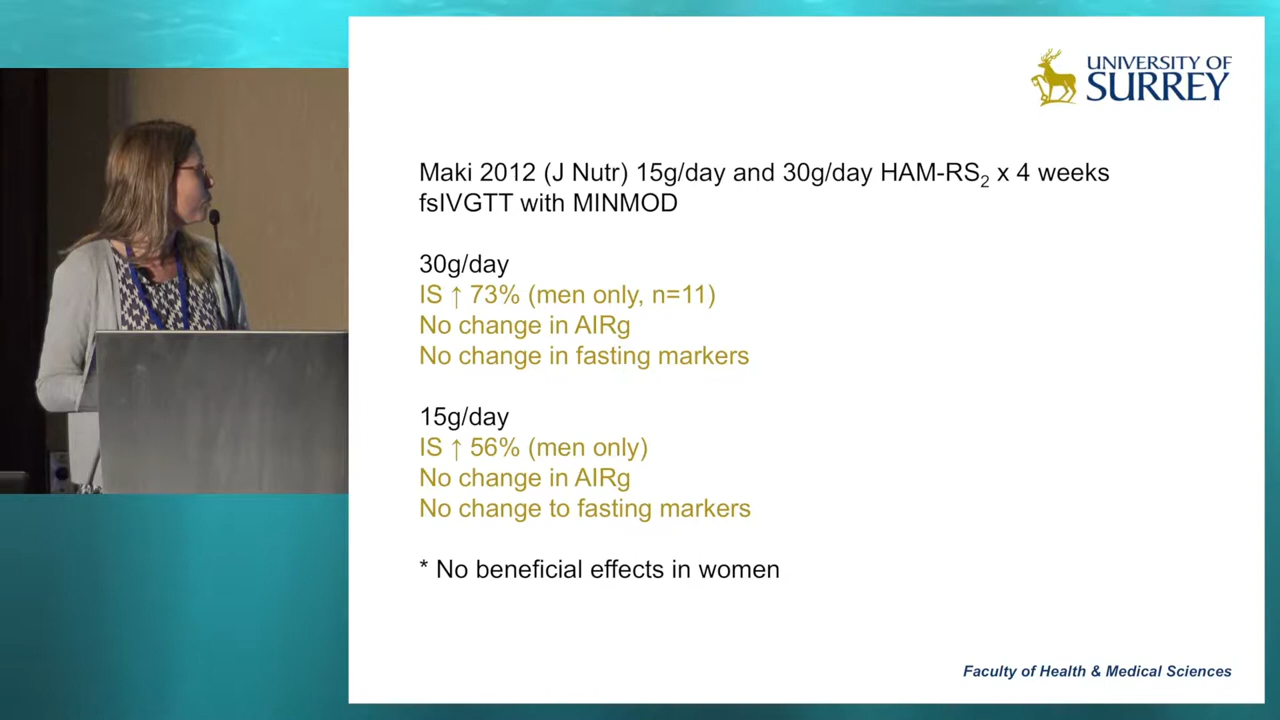 UNIVERSITY OF
SURREY
Maki 2012 (J Nutr) 15g/day and 30g/day HAM-RS₂ x 4 weeks
fsIVGTT with MINMOD
30g/day
IS ↑ 73% (men only, n=11)
No change in AIRg
No change in fasting markers
15g/day
IS ↑ 56% (men only)
No change in AIRg
No change to fasting markers
* No beneficial effects in women
Faculty of Health & Medical Sciences